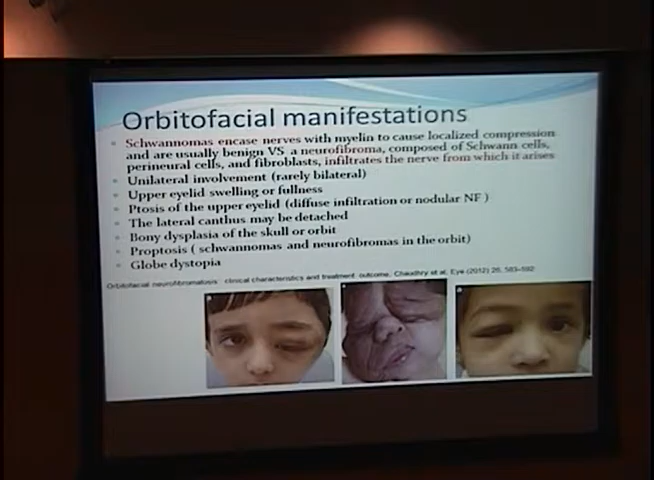 Orbitofacial manifestations
Schwannomas encase nerves with myelin to cause localized compression
and are usually benign VS a neurofibroma, composed of Schwann cells,
perineural cells, and fibroblasts, infiltrates the nerve from which it arises
Unilateral involvement (rarely bilateral)
Upper eyelid swelling or fullness
Ptosis of the upper eyelid (diffuse infiltration or nodular NF )
The lateral canthus may be detached
Bony dysplasia of the skull or orbit
Proptosis ( schwannomas and neurofibromas in the orbit)
Globe dystopia
Orbitofacial neurofibromatosis: clinical characteristics and treatment outcome. Chaudhry et al. Eye (2012) 26, 583–592